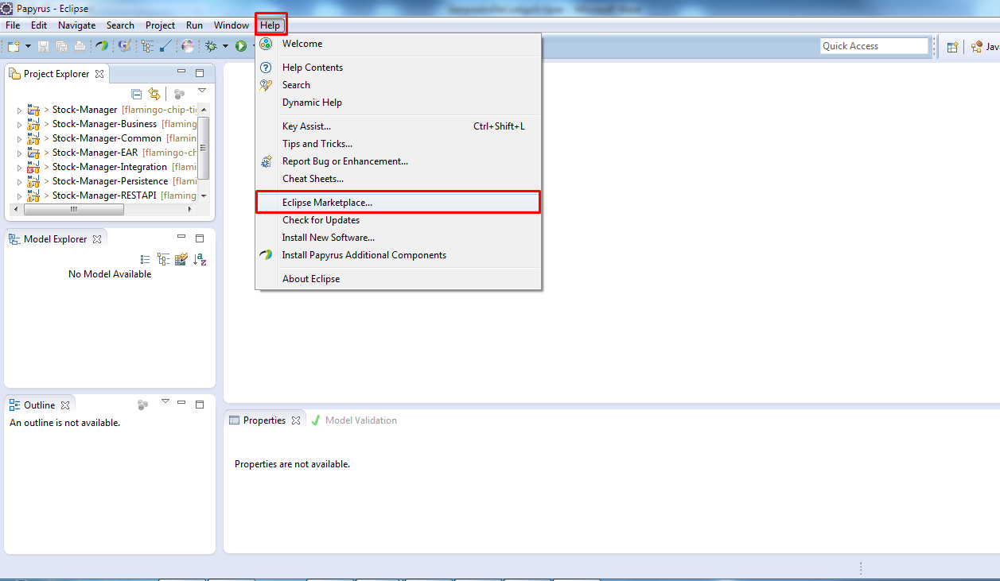 Papyrus - Eclipse
File Edit Navigate Search Project Run Window Help
Quick Access
Jav
Welcome
Help Contents
Search
Dynamic Help
Key Assist... Ctrl+Shift+L
Tips and Tricks...
Report Bug or Enhancement...
Cheat Sheets...
Eclipse Marketplace...
Check for Updates
Install New Software...
Install Papyrus Additional Components
About Eclipse
Project Explorer
> Stock-Manager [flamingo-chip-ti
> Stock-Manager-Business [flaming
> Stock-Manager-Common [flamin
> Stock-Manager-EAR [flamingo-ch
> Stock-Manager-Integration [flami
> Stock-Manager-Persistence [flami
> Stock-Manager-RESTAPI [flaming
Model Explorer
No Model Available
Outline
An outline is not available.
Properties Model Validation
Properties are not available.